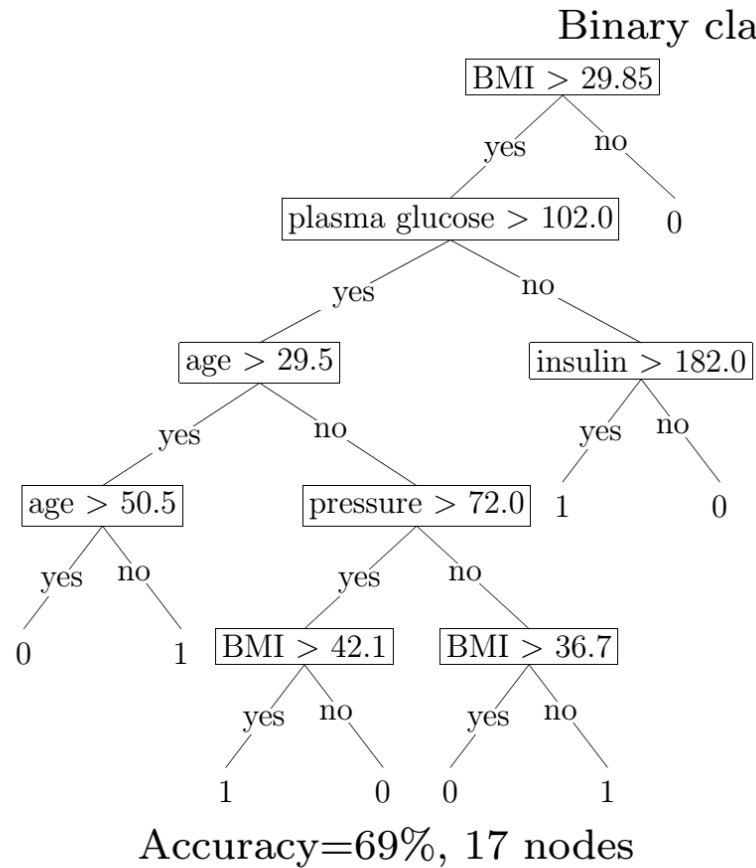 Binary cla
BMI > 29.85
yes no
plasma glucose > 102.0 0
yes no
age > 29.5 insulin > 182.0
yes no yes no
age > 50.5 pressure > 72.0 1 0
yes no yes no
0 1 BMI > 42.1 BMI > 36.7
yes no yes no
1 0 0 1
Accuracy=69%, 17 nodes